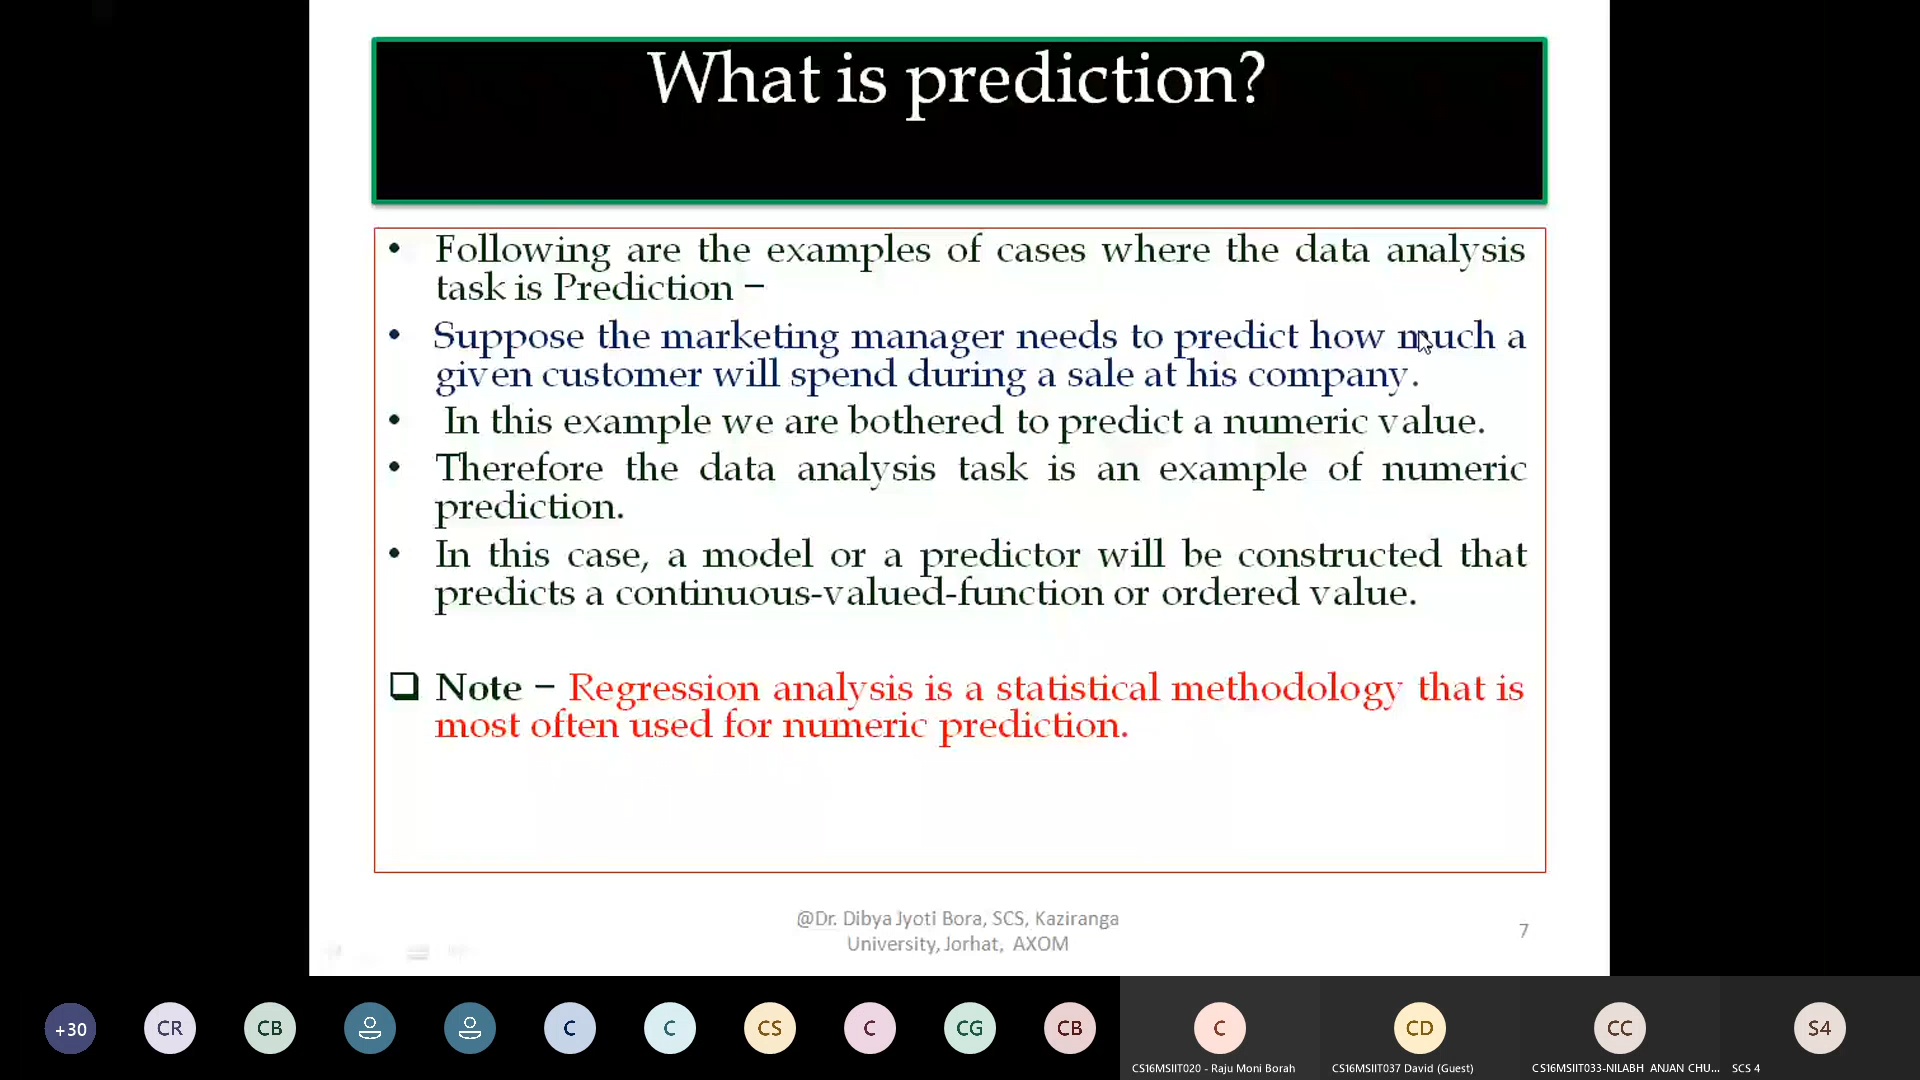 What is prediction?
• Following are the examples of cases where the data analysis
task is Prediction −
• Suppose the marketing manager needs to predict how much a
given customer will spend during a sale at his company.
• In this example we are bothered to predict a numeric value.
• Therefore the data analysis task is an example of numeric
prediction.
• In this case, a model or a predictor will be constructed that
predicts a continuous-valued-function or ordered value.
❑ Note − Regression analysis is a statistical methodology that is
most often used for numeric prediction.
@Dr. Dibya Jyoti Bora, SCS, Kaziranga
University, Jorhat, AXOM
7
+30 CR CB C C CS C CG CB C CD CC S4
CS16MSIIT020 - Raju Moni Borah CS16MSIIT037 David (Guest) CS16MSIIT033-NILABH ANJAN CHU... SCS 4